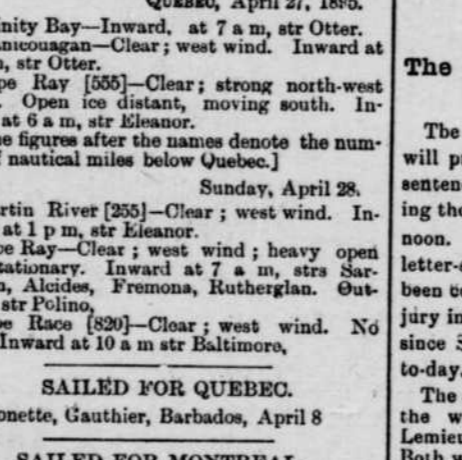 QUEBEC, April 27, 1895.
nity Bay—Inward, at 7 a m, str Otter.
nicouagan—Clear; west wind. Inward at
, str Otter.
pe Ray [555]—Clear; strong north-west
. Open ice distant, moving south. In-
at 6 a m, str Eleanor.
e figures after the names denote the num-
f nautical miles below Quebec.]
Sunday, April 28.
rtin River [255]—Clear; west wind. In-
at 1 p m, str Eleanor.
pe Ray—Clear; west wind; heavy open
tationary. Inward at 7 a m, strs Sar-
, Alcides, Fremona, Rutherglan. Out-
str Polino,
pe Race [820]—Clear; west wind. No
Inward at 10 a m str Baltimore,
SAILED FOR QUEBEC.
onette, Gauthier, Barbados, April 8
SAILED FOR MONTREAL
The
The
will p
senten
ing the
noon.
letter-
been c
jury in
since
to-day.
The
the w
Lemieu
Both w